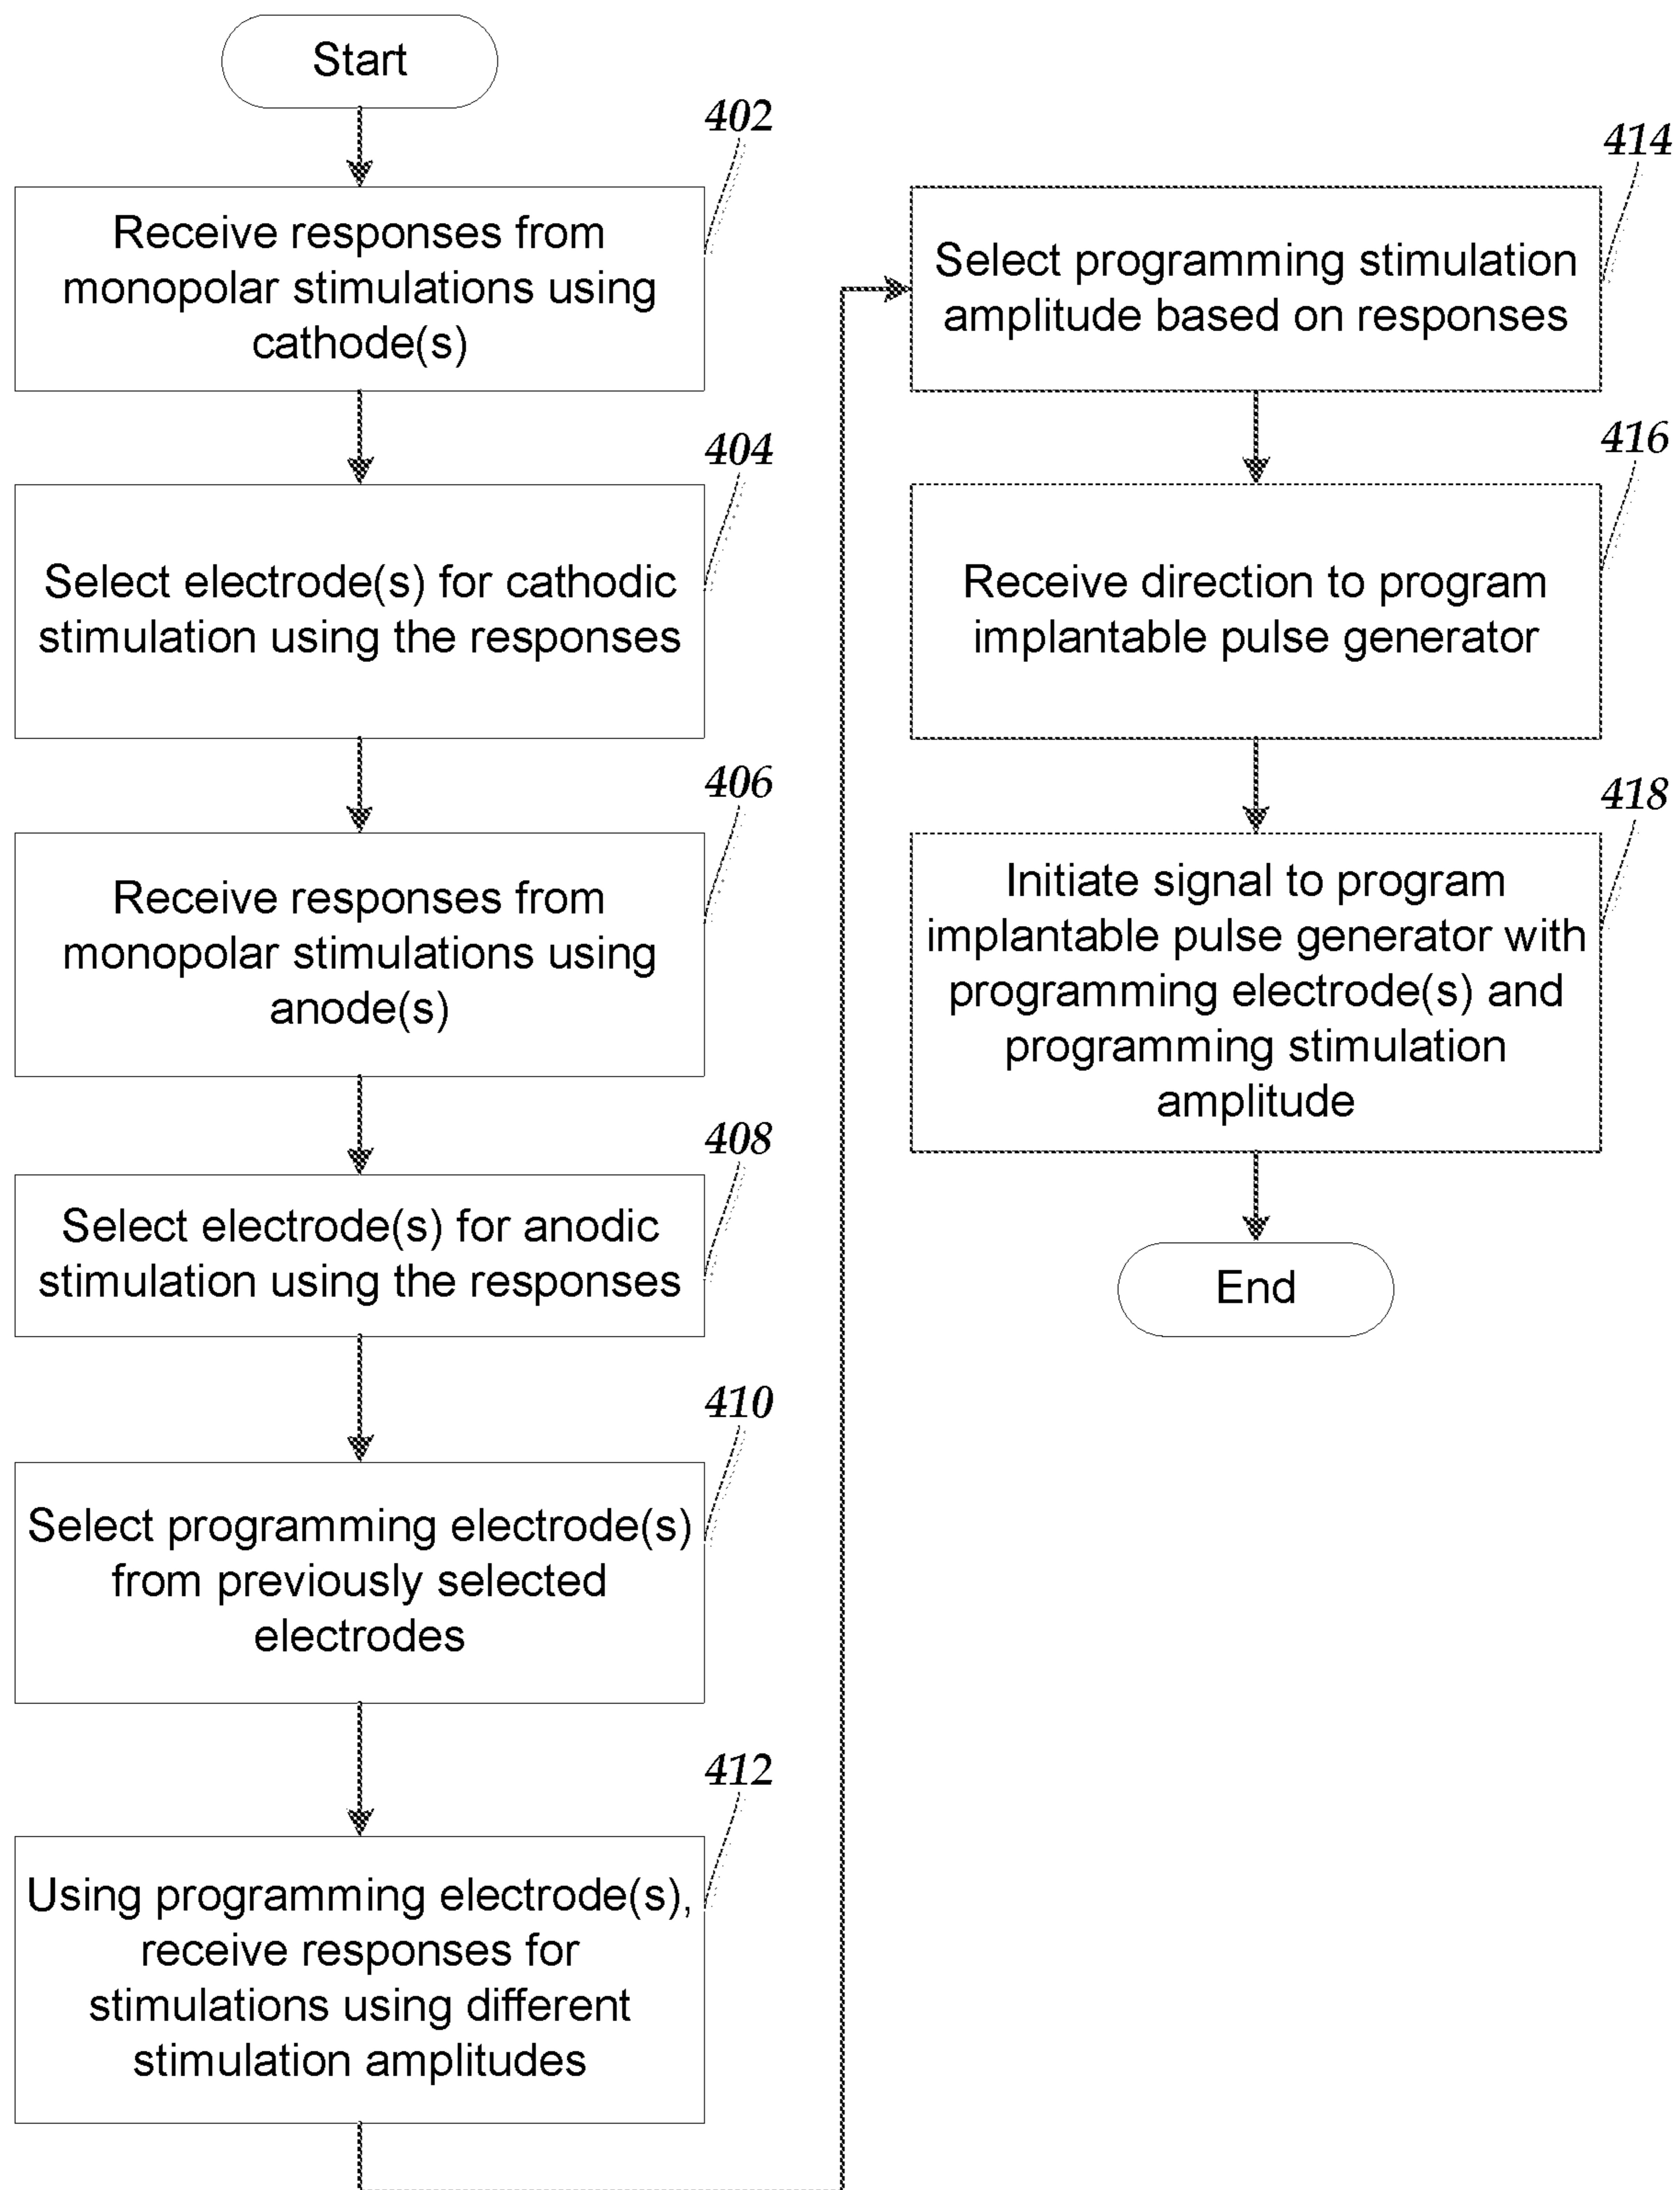 Start
402
Receive responses from
monopolar stimulations using
cathode(s)
404
Select electrode(s) for cathodic
stimulation using the responses
406
Receive responses from
monopolar stimulations using
anode(s)
408
Select electrode(s) for anodic
stimulation using the responses
410
Select programming electrode(s)
from previously selected
electrodes
412
Using programming electrode(s),
receive responses for
stimulations using different
stimulation amplitudes
414
Select programming stimulation
amplitude based on responses
416
Receive direction to program
implantable pulse generator
418
Initiate signal to program
implantable pulse generator with
programming electrode(s) and
programming stimulation
amplitude
End